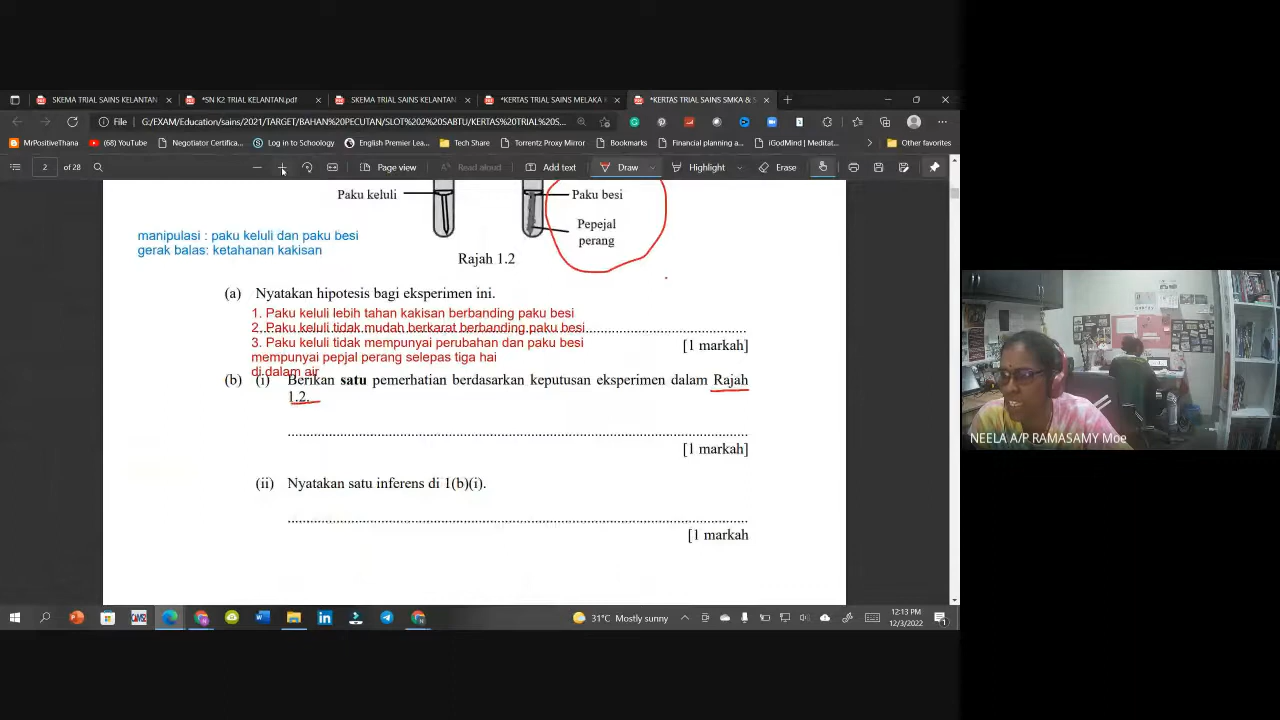 SKEMA TRIAL SAINS KELANTAN
*SN K2 TRIAL KELANTAN.pdf
SKEMA TRIAL SAINS KELANTAN
*KERTAS TRIAL SAINS MELAKA
*KERTAS TRIAL SAINS SMKA &
File
G:/EXAM/Education/sains/2021/TARGET/BAHAN%20PECUTAN/SLOT%202%20SABTU/KERTAS%20TRIAL%20S...
MrPositiveThana
(68) YouTube
Negotiator Certifica...
Log in to Schoology
English Premier Lea...
Tech Share
Torrentz Proxy Mirror
Bookmarks
Financial planning a...
iGodMind | Meditat...
Other favorites
2 of 28
Page view
Read aloud
Add text
Draw
Highlight
Erase
Paku keluli
Paku besi
Pepejal
perang
manipulasi : paku keluli dan paku besi
gerak balas: ketahanan kakisan
Rajah 1.2
(a) Nyatakan hipotesis bagi eksperimen ini.
1. Paku keluli lebih tahan kakisan berbanding paku besi
2. Paku keluli tidak mudah berkarat berbanding paku besi
3. Paku keluli tidak mempunyai perubahan dan paku besi
[1 markah]
mempunyai pepjal perang selepas tiga hai
di dalam air
(b) (i) Berikan satu pemerhatian berdasarkan keputusan eksperimen dalam Rajah
1.2.
[1 markah]
(ii) Nyatakan satu inferens di 1(b)(i).
[1 markah
NEELA A/P RAMASAMY Moe
31°C Mostly sunny
12:13 PM
12/3/2022